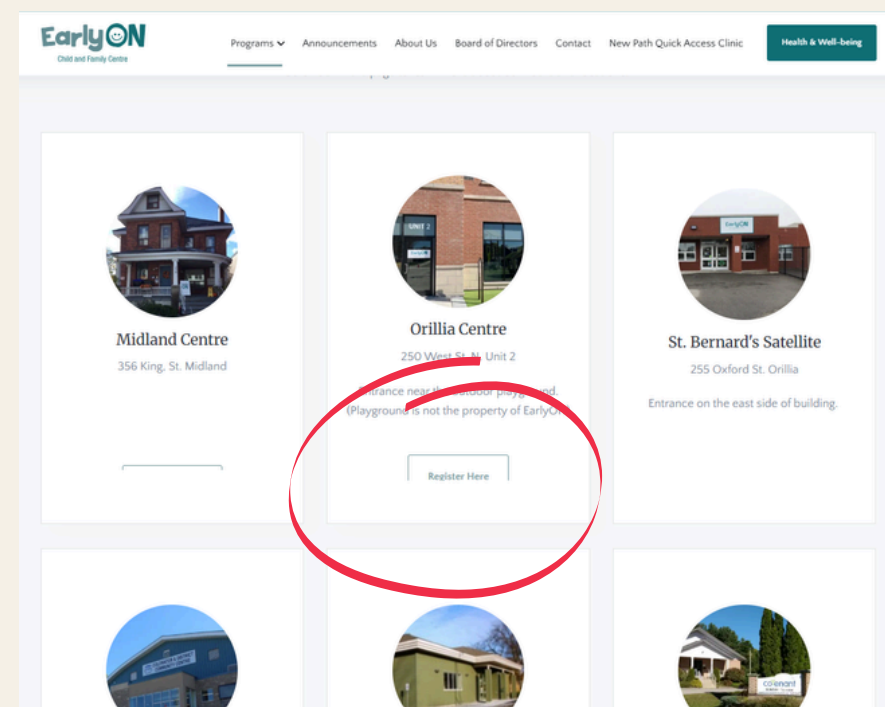 EarlyON
Child and Family Centre
Programs Announcements About Us Board of Directors Contact New Path Quick Access Clinic Health & Well-being
UNIT 2
EarlyON
Midland Centre
356 King. St. Midland
Orillia Centre
250 West St. N. Unit 2
Entrance near the outdoor playground.
(Playground is not the property of EarlyON)
Register Here
St. Bernard's Satellite
255 Oxford St. Orillia
Entrance on the east side of building.
covenant